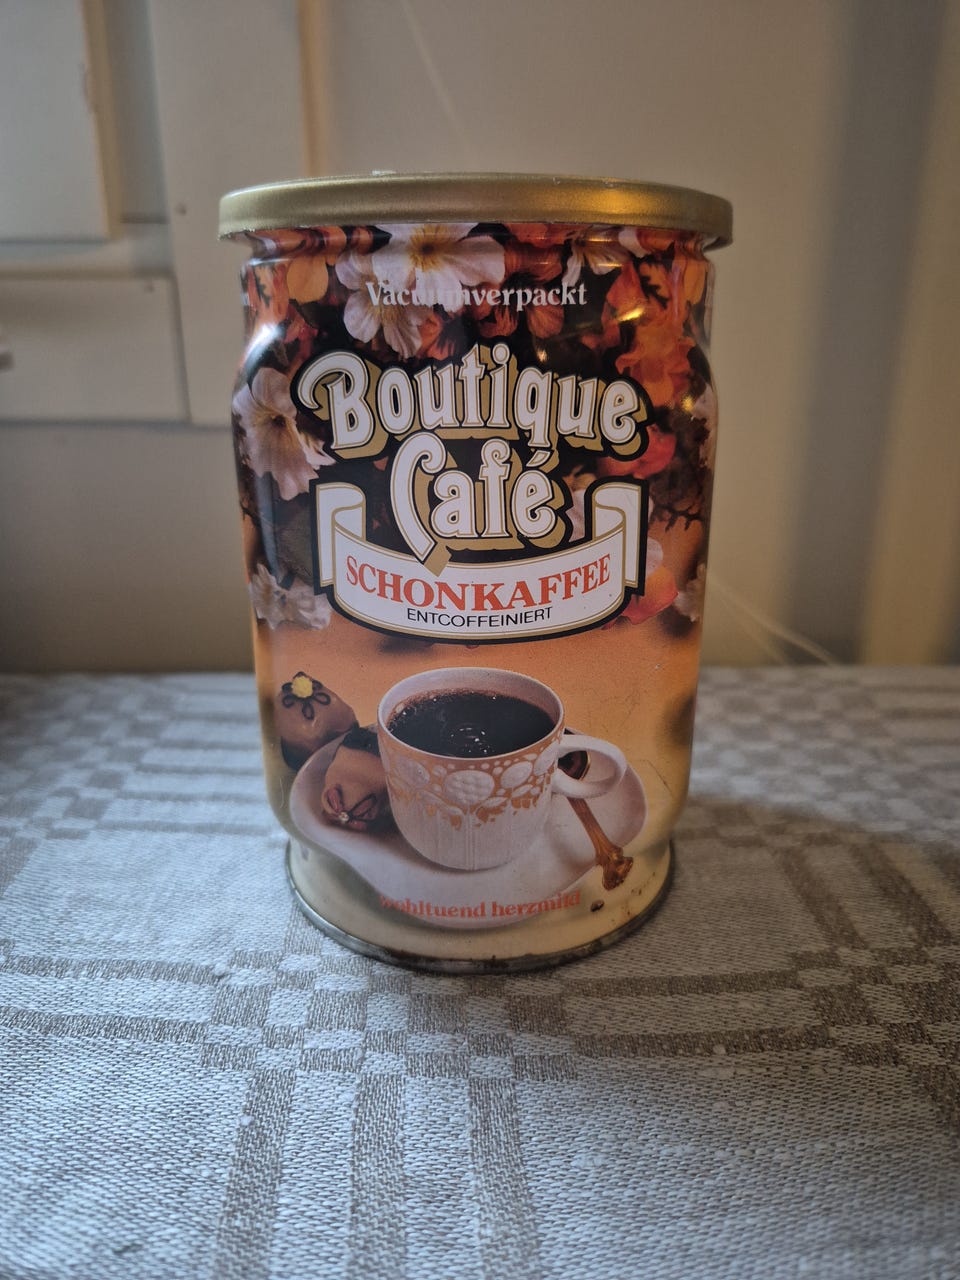 Vacuumverpackt
Boutique
Café
SCHONKAFFEE
ENTCOFFEINIERT
wohltuend herzmild